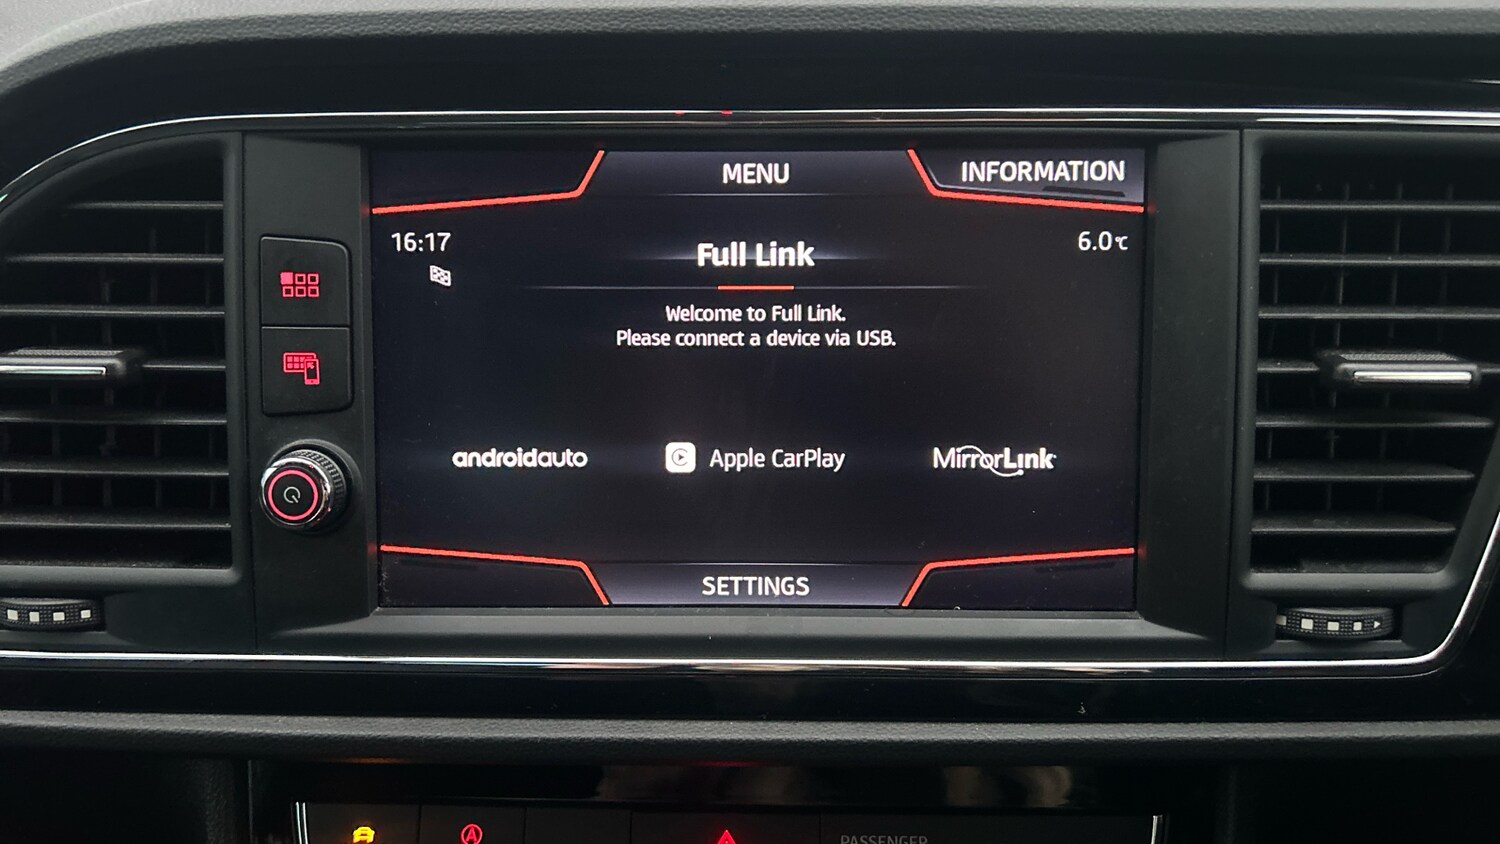 MENU
INFORMATION
16:17
6.0°C
Full Link
Welcome to Full Link.
Please connect a device via USB.
androidauto
Apple CarPlay
MirrorLink
SETTINGS
A
PASSENGER